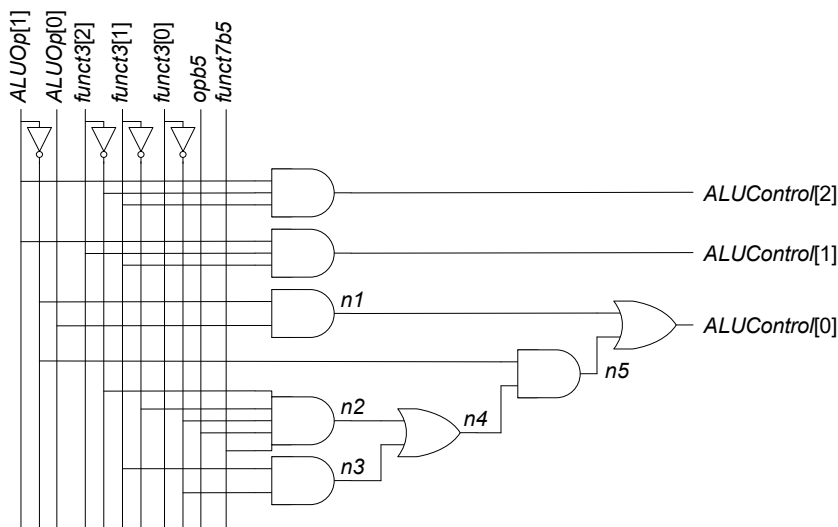 ALUOp[1]
ALUOp[0]
funct3[2]
funct3[1]
funct3[0]
opb5
funct7b5
ALUControl[2]
ALUControl[1]
n1
ALUControl[0]
n5
n2
n4
n3